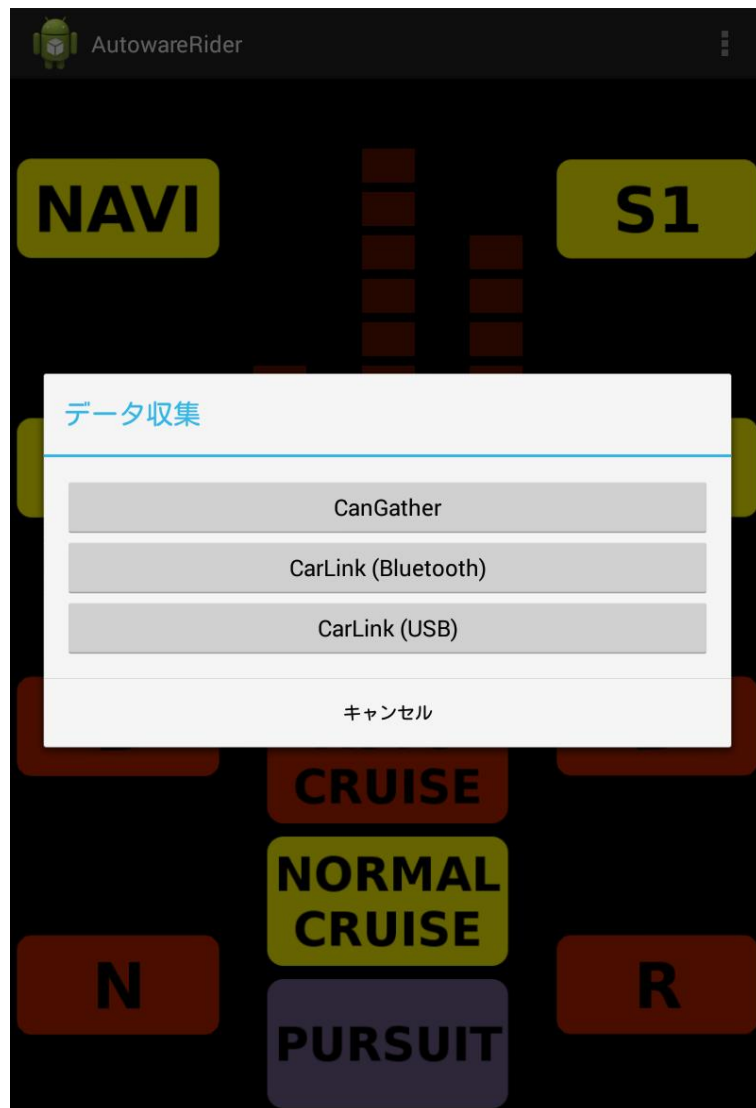 AutowareRider
NAVI
S1
データ収集
CanGather
CarLink (Bluetooth)
CarLink (USB)
キャンセル
CRUISE
NORMAL
CRUISE
N
R
PURSUIT